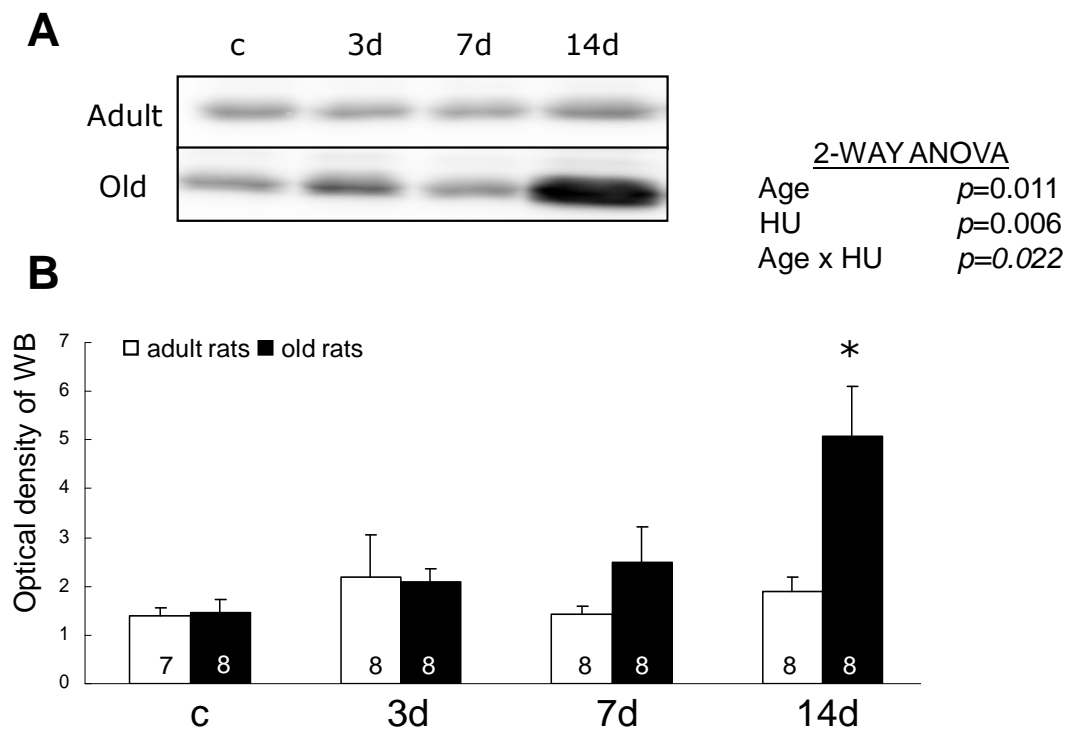 A
c 3d 7d 14d
Adult
Old
2-WAY ANOVA
Age p=0.011
HU p=0.006
Age x HU p=0.022
B
Optical density of WB
7
6
5
4
3
2
1
0
adult rats old rats
*
7 8 8 8 8 8 8 8
c 3d 7d 14d